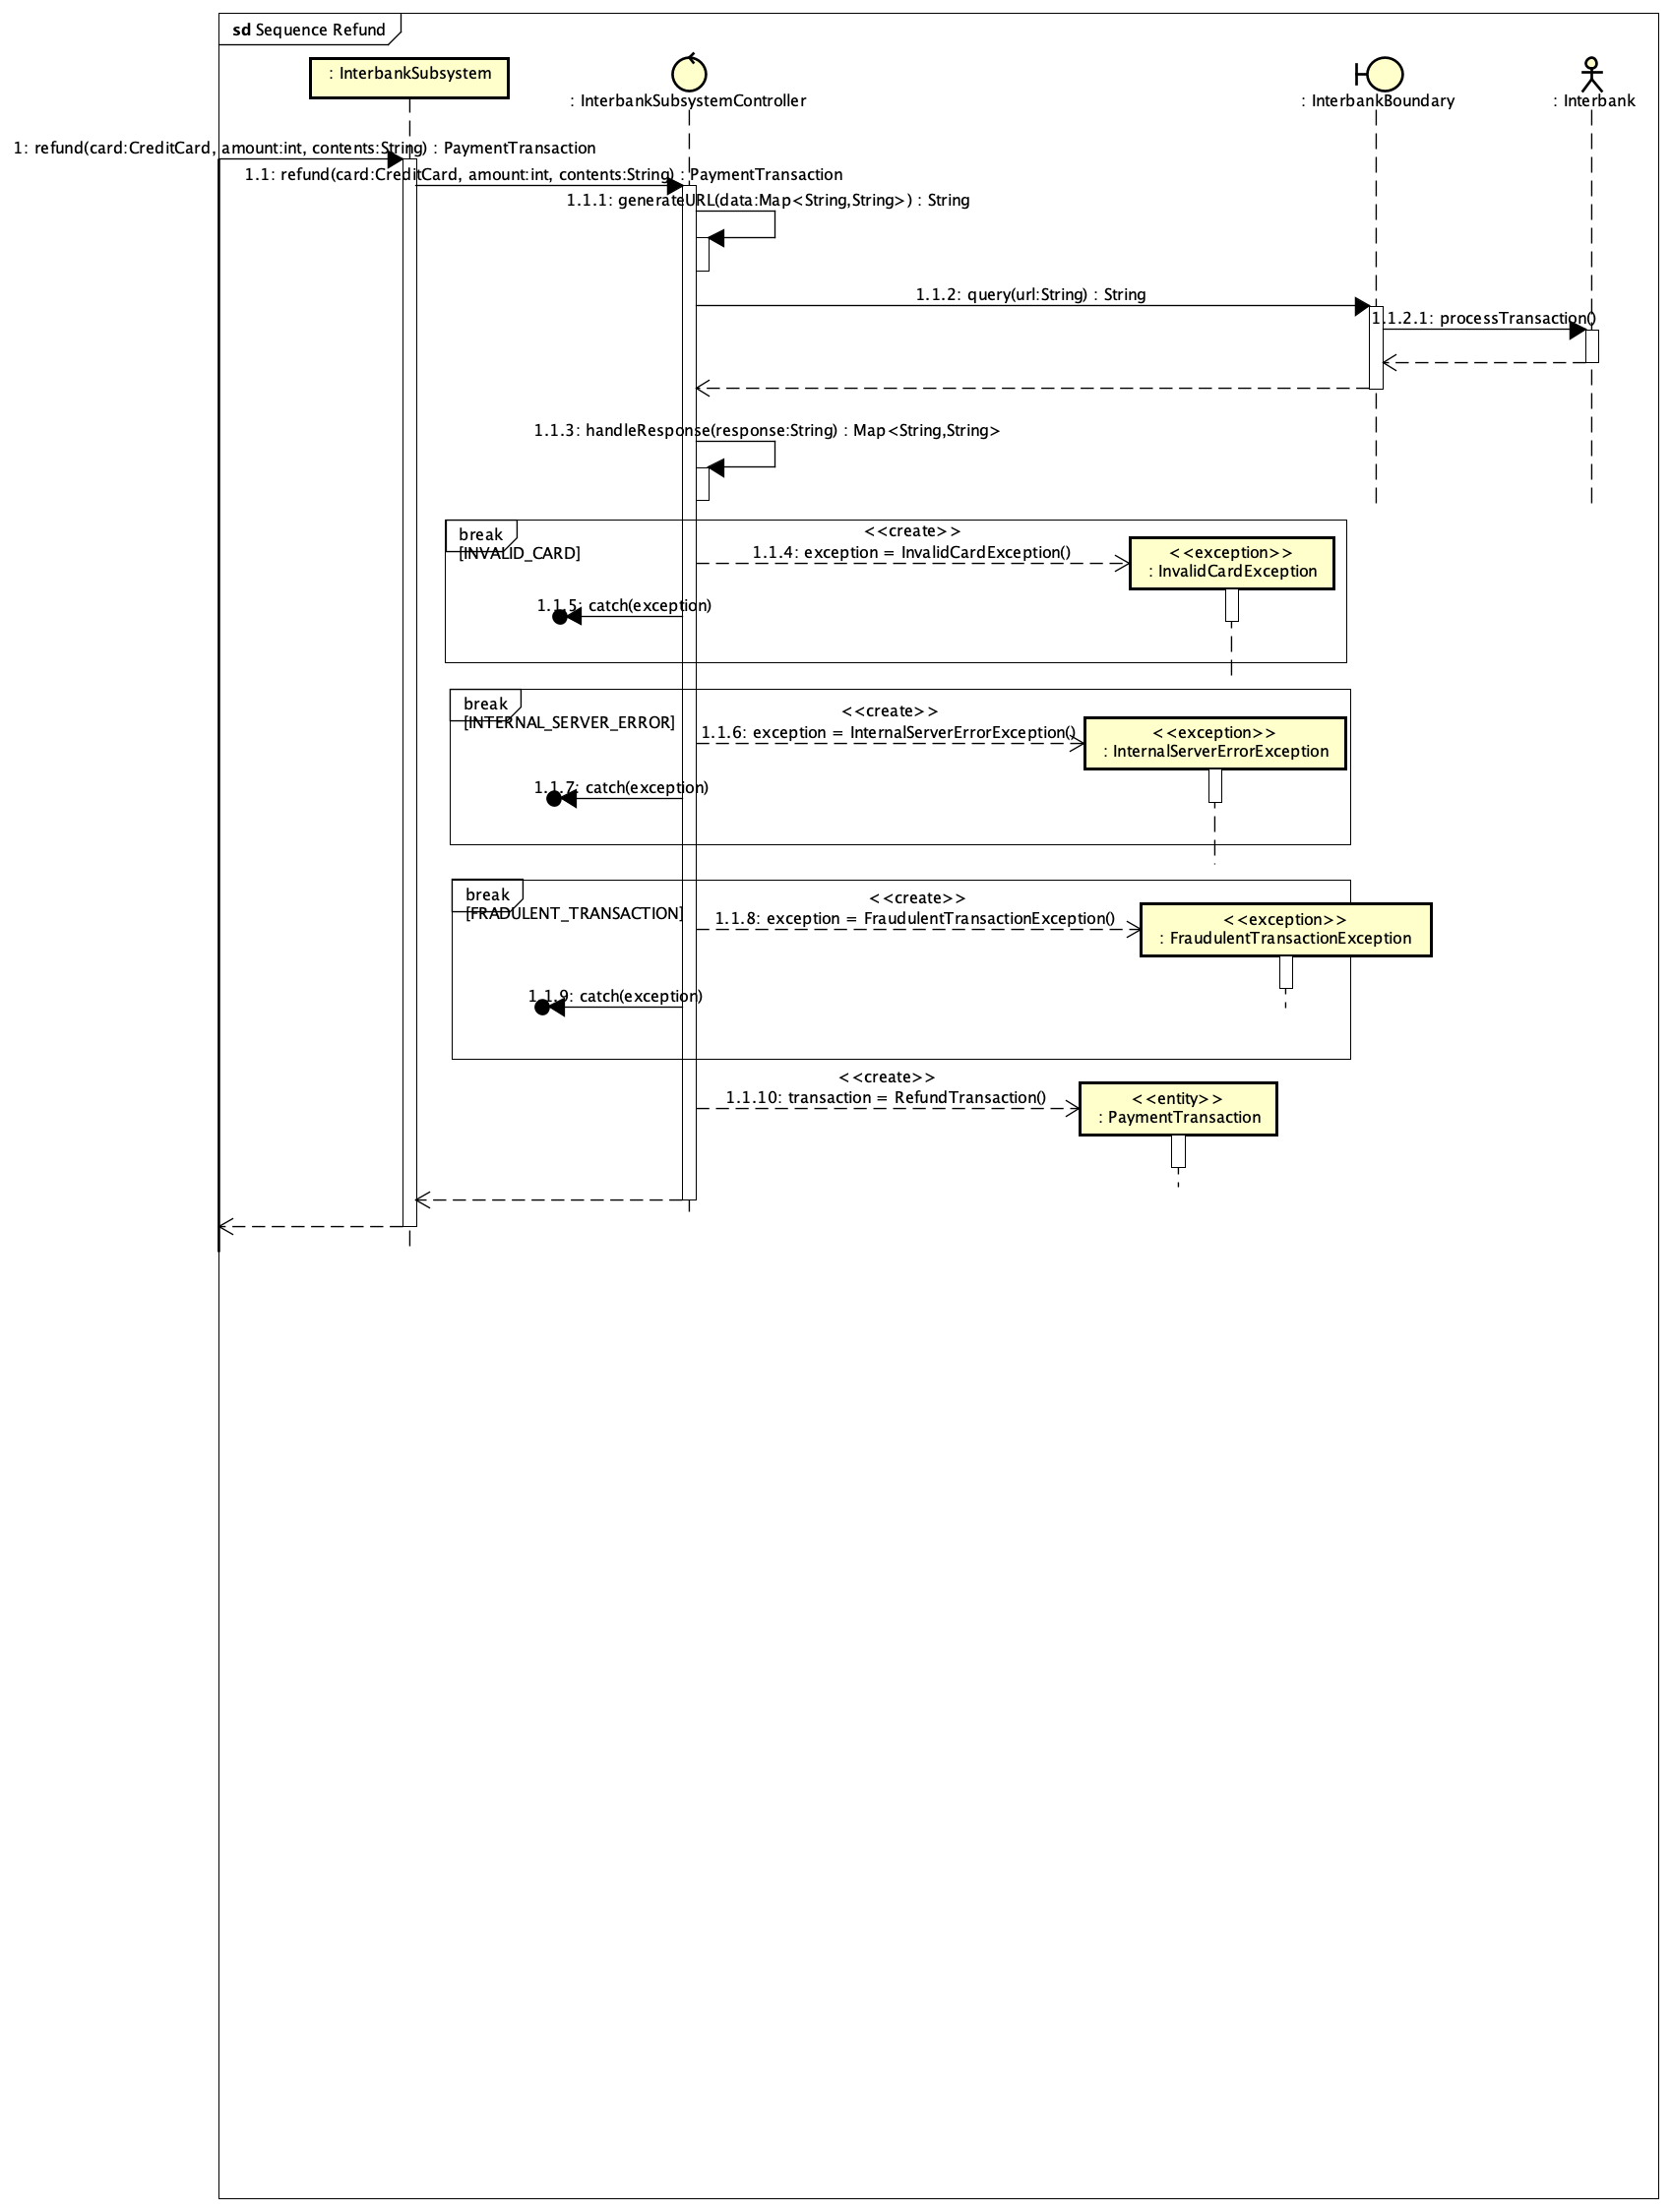 sd Sequence Refund
: InterbankSubsystem
: InterbankSubsystemController
: InterbankBoundary
: Interbank
1: refund(card:CreditCard, amount:int, contents:String) : PaymentTransaction
1.1: refund(card:CreditCard, amount:int, contents:String) : PaymentTransaction
1.1.1: generateURL(data:Map<String,String>) : String
1.1.2: query(url:String) : String
1.1.2.1: processTransaction()
1.1.3: handleResponse(response:String) : Map<String,String>
break
[INVALID_CARD]
<<create>>
1.1.4: exception = InvalidCardException()
<<exception>>
: InvalidCardException
1.1.5: catch(exception)
break
[INTERNAL_SERVER_ERROR]
<<create>>
1.1.6: exception = InternalServerErrorException()
<<exception>>
: InternalServerErrorException
1.1.7: catch(exception)
break
[FRADULENT_TRANSACTION]
<<create>>
1.1.8: exception = FraudulentTransactionException()
<<exception>>
: FraudulentTransactionException
1.1.9: catch(exception)
<<create>>
1.1.10: transaction = RefundTransaction()
<<entity>>
: PaymentTransaction